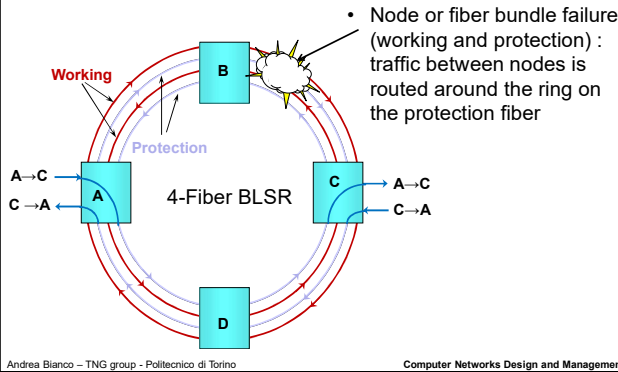 • Node or fiber bundle failure
(working and protection) :
traffic between nodes is
routed around the ring on
the protection fiber
B
Working
Protection
A→C
C →A
A
4-Fiber BLSR
C
A→C
C→A
D
Andrea Bianco – TNG group - Politecnico di Torino
Computer Networks Design and Managemen